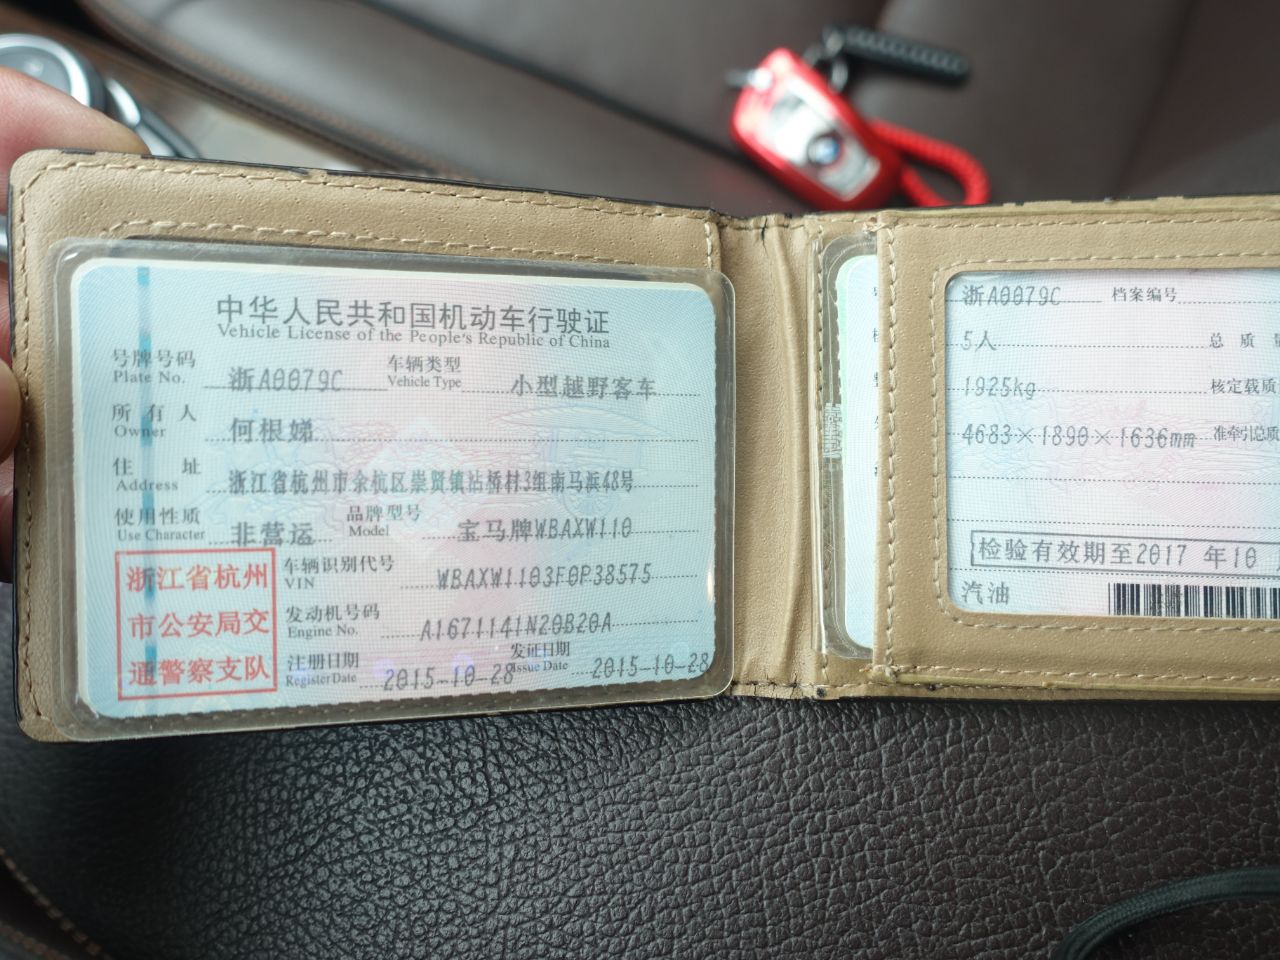 中华人民共和国机动车行驶证
Vehicle License of the People's Republic of China
号牌号码 浙A0079C 车辆类型 小型越野客车
Plate No. Vehicle Type
所有人 何根娣
Owner
住址 浙江省杭州市余杭区崇贤镇沾桥村3组南马浜48号
Address
使用性质 非营运 品牌型号 宝马牌WBAXW110
Use Character Model
浙江省杭州
市公安局交
通警察支队
车辆识别代号 WBAXW1103F0P38575
VIN
发动机号码 A1671141N20B20A
Engine No.
注册日期 2015-10-28 发证日期 2015-10-28
Register Date Issue Date
浙A0079C 档案编号
5人 总质量
1925kg 核定载质
4683×1890×1636mm 准牵引总质
检验有效期至2017年10
汽油